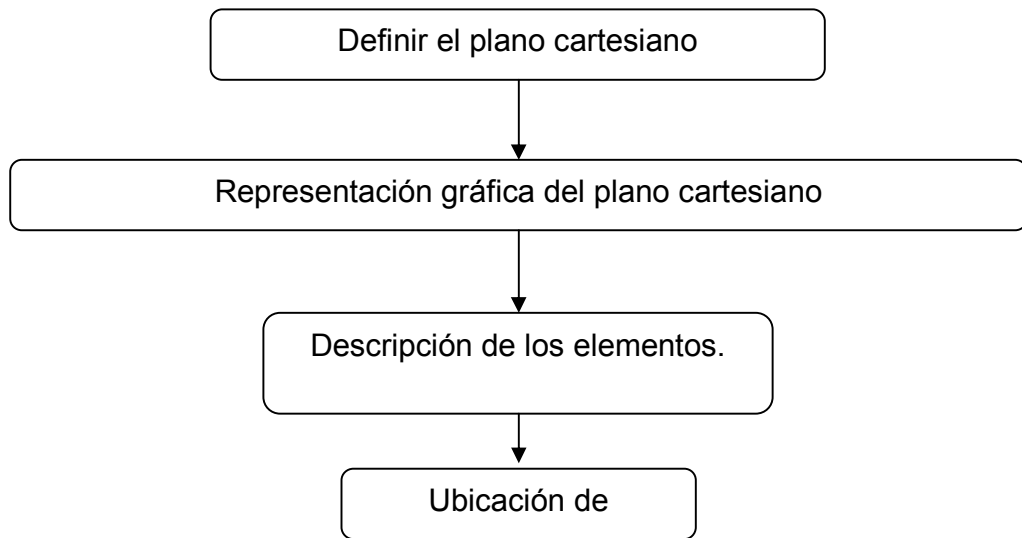 Definir el plano cartesiano
Representación gráfica del plano cartesiano
Descripción de los elementos.
Ubicación de